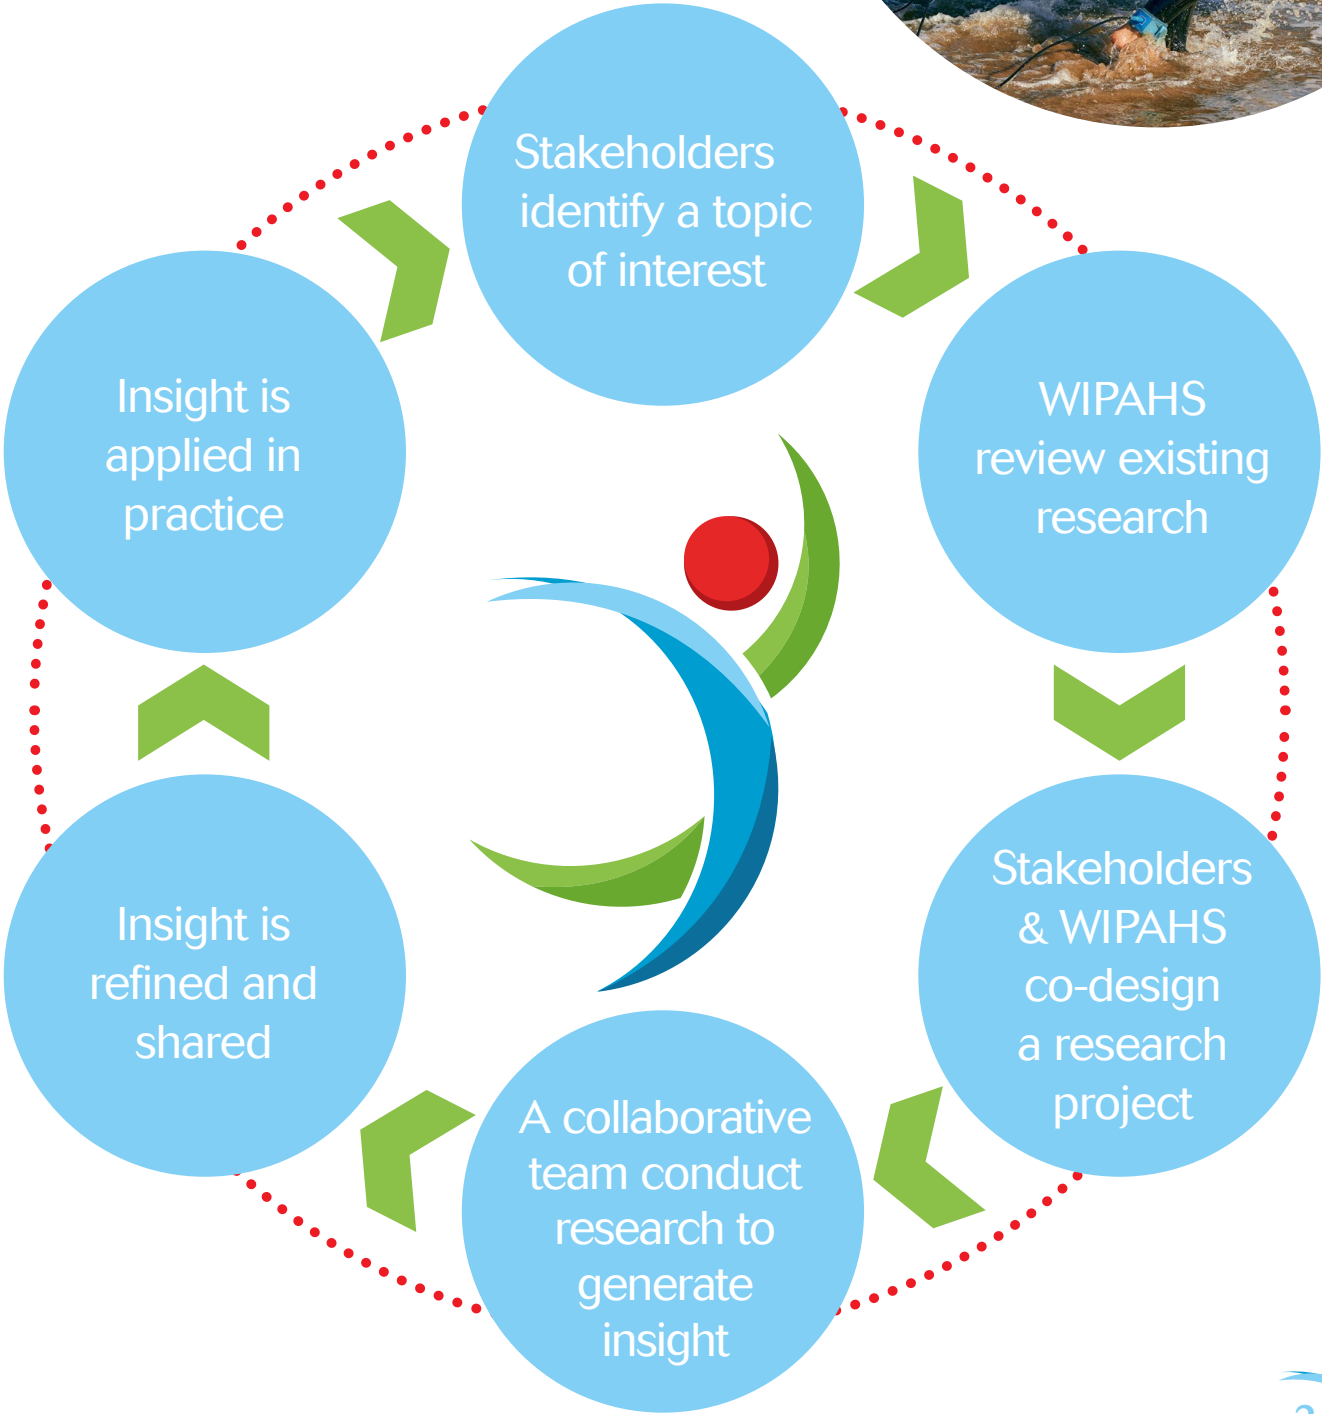 Stakeholders
identify a topic
of interest
WIPAHS
review existing
research
Stakeholders
& WIPAHS
co-design
a research
project
A collaborative
team conduct
research to
generate
insight
Insight is
refined and
shared
Insight is
applied in
practice